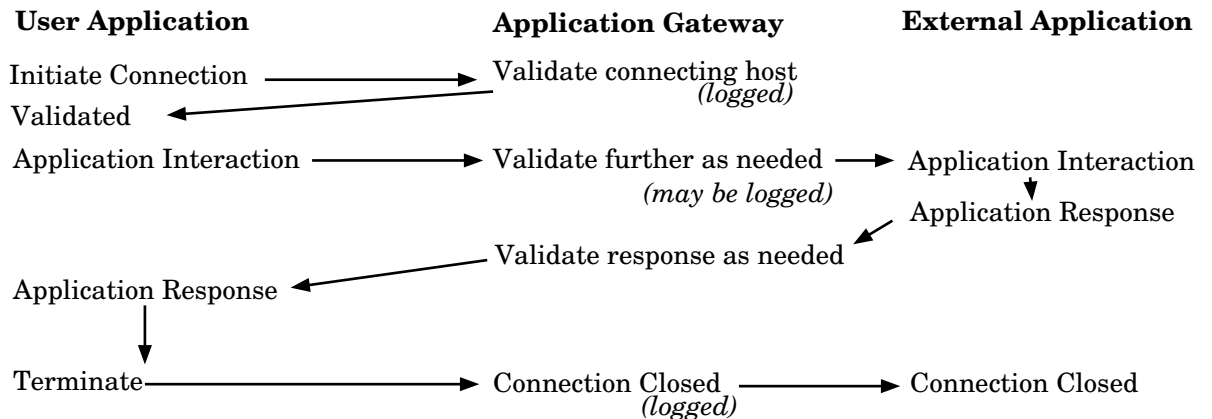 User Application Application Gateway External Application
Initiate Connection Validate connecting host
(logged)
Validated
Application Interaction Validate further as needed Application Interaction
(may be logged)
Application Response
Validate response as needed
Application Response
Terminate Connection Closed Connection Closed
(logged)